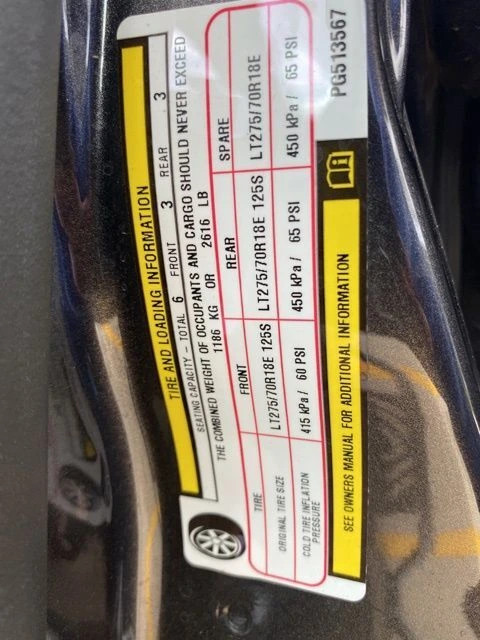 TIRE AND LOADING INFORMATION
SEATING CAPACITY – TOTAL 6 FRONT 3 REAR 3
THE COMBINED WEIGHT OF OCCUPANTS AND CARGO SHOULD NEVER EXCEED
1186 KG OR 2616 LB
TIRE FRONT REAR SPARE
ORIGINAL TIRE SIZE LT275/70R18E 125S LT275/70R18E 125S LT275/70R18E
COLD TIRE INFLATION PRESSURE 415 kPa / 60 PSI 450 kPa / 65 PSI 450 kPa / 65 PSI
SEE OWNERS MANUAL FOR ADDITIONAL INFORMATION
PG513567